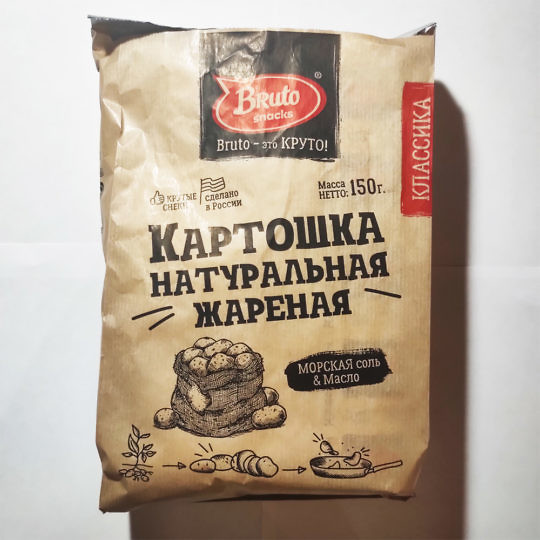 Bruto
®
snacks
Bruto – это КРУТО!
КЛАССИКА
КРУТЫЕ
СНЕКИ
сделано
в России
Масса
НЕТТО: 150г.
КАРТОШКА
НАТУРАЛЬНАЯ
ЖАРЕНАЯ
МОРСКАЯ соль
& Масло